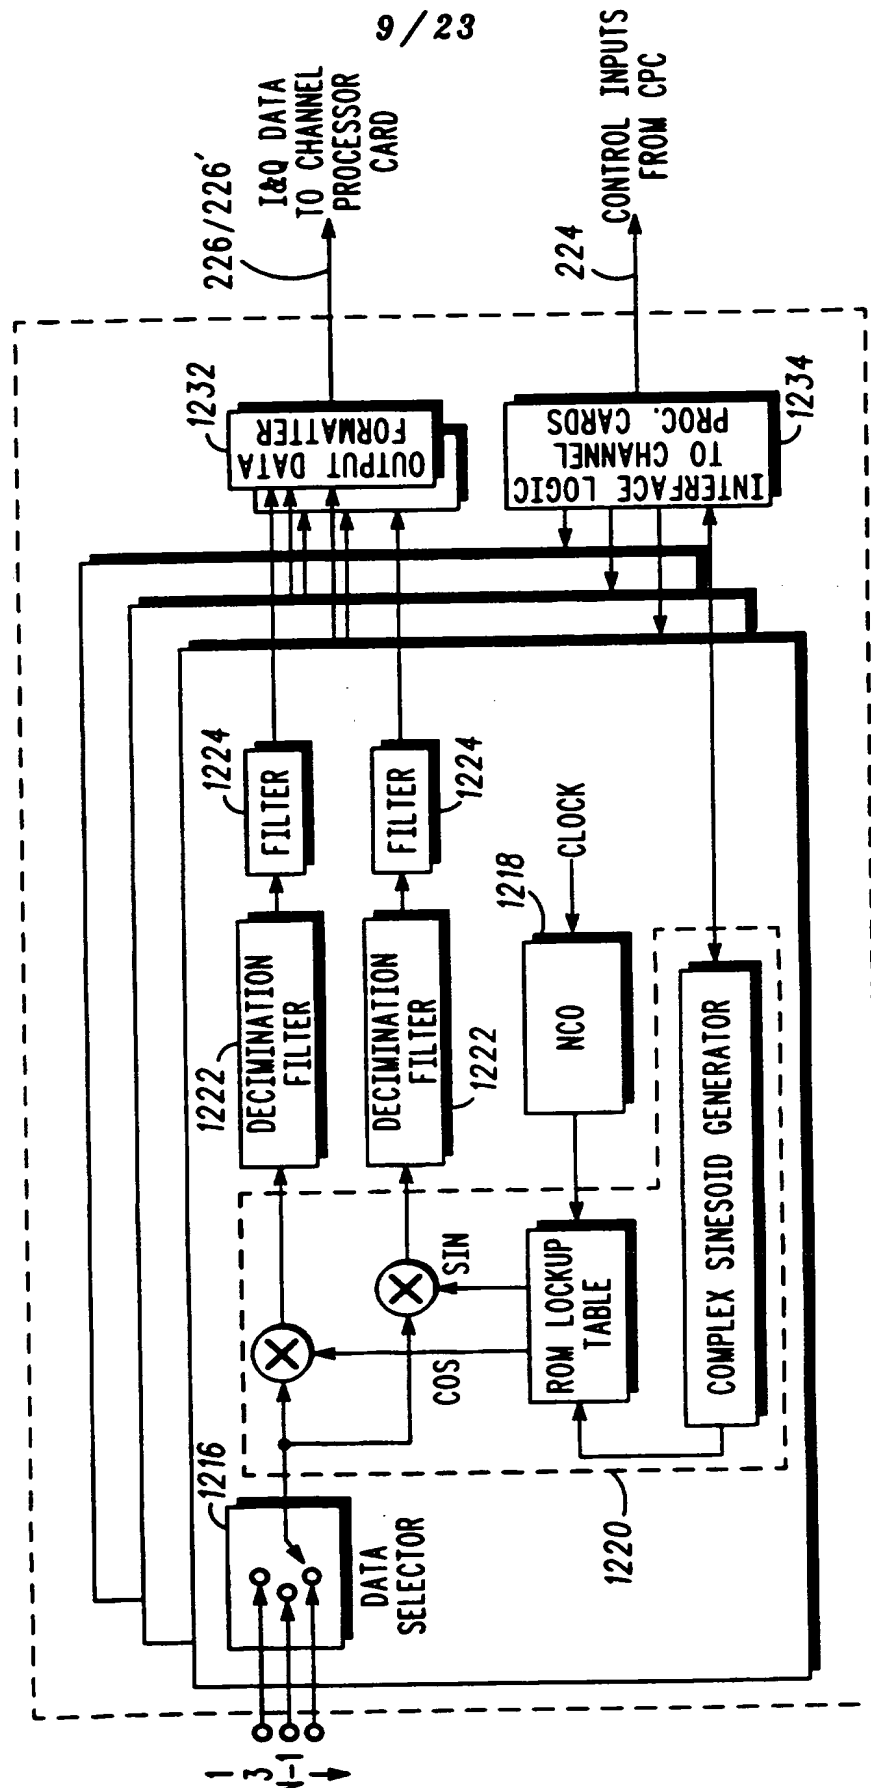 9/23
226/226'
I&Q DATA
TO CHANNEL
PROCESSOR
CARD
224
CONTROL INPUTS
FROM CPC
1232
OUTPUT DATA
FORMATTER
INTERFACE LOGIC
TO CHANNEL
PROC. CARDS
1234
1224
FILTER
FILTER
1224
1222
DECIMINATION
FILTER
DECIMINATION
FILTER
1222
1218
CLOCK
NCO
SIN
COS
ROM LOCKUP
TABLE
COMPLEX SINESOID GENERATOR
1220
1216
DATA
SELECTOR
1
3
N-1